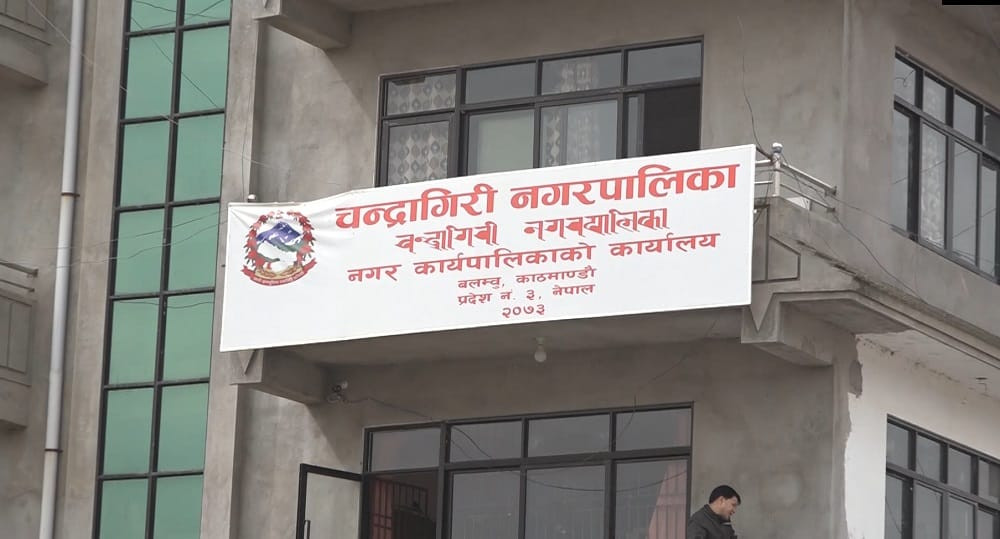 चन्द्रागिरी नगरपालिका
नगर कार्यपालिकाको कार्यालय
बलम्बु, काठमाण्डौ
प्रदेश नं. ३, नेपाल
२०७३